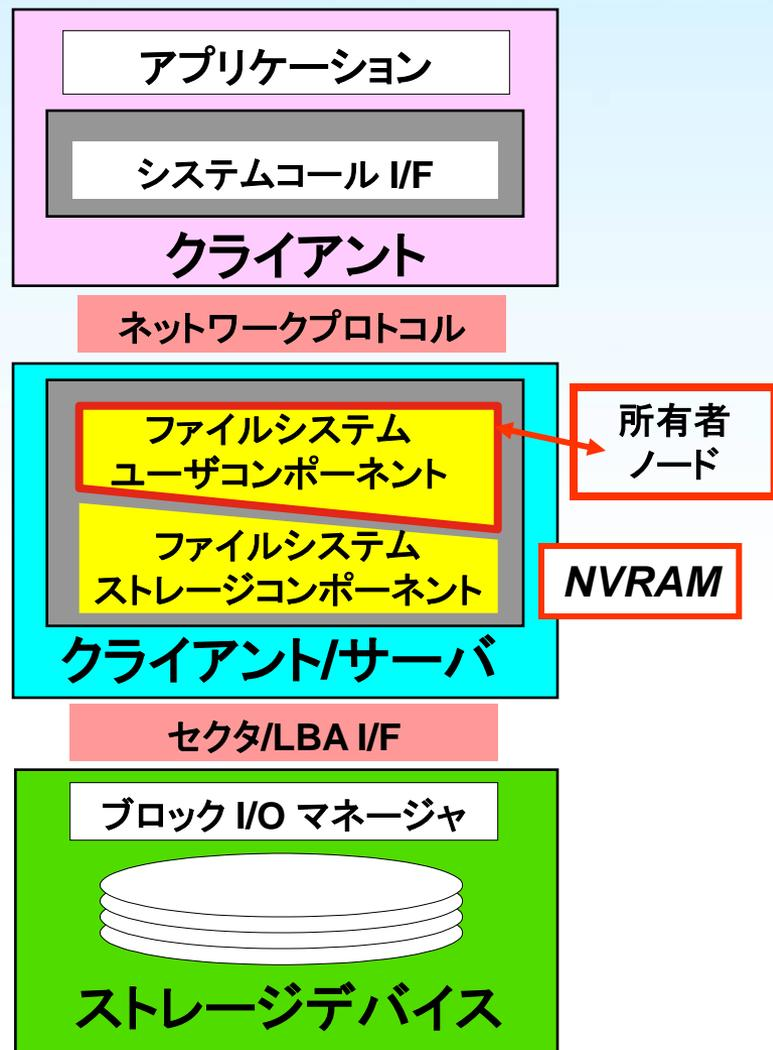 アプリケーション
システムコール I/F
クライアント
ネットワークプロトコル
ファイルシステム
ユーザコンポーネント
所有者
ノード
ファイルシステム
ストレージコンポーネント
NVRAM
クライアント/サーバ
セクタ/LBA I/F
ブロック I/O マネージャ
ストレージデバイス